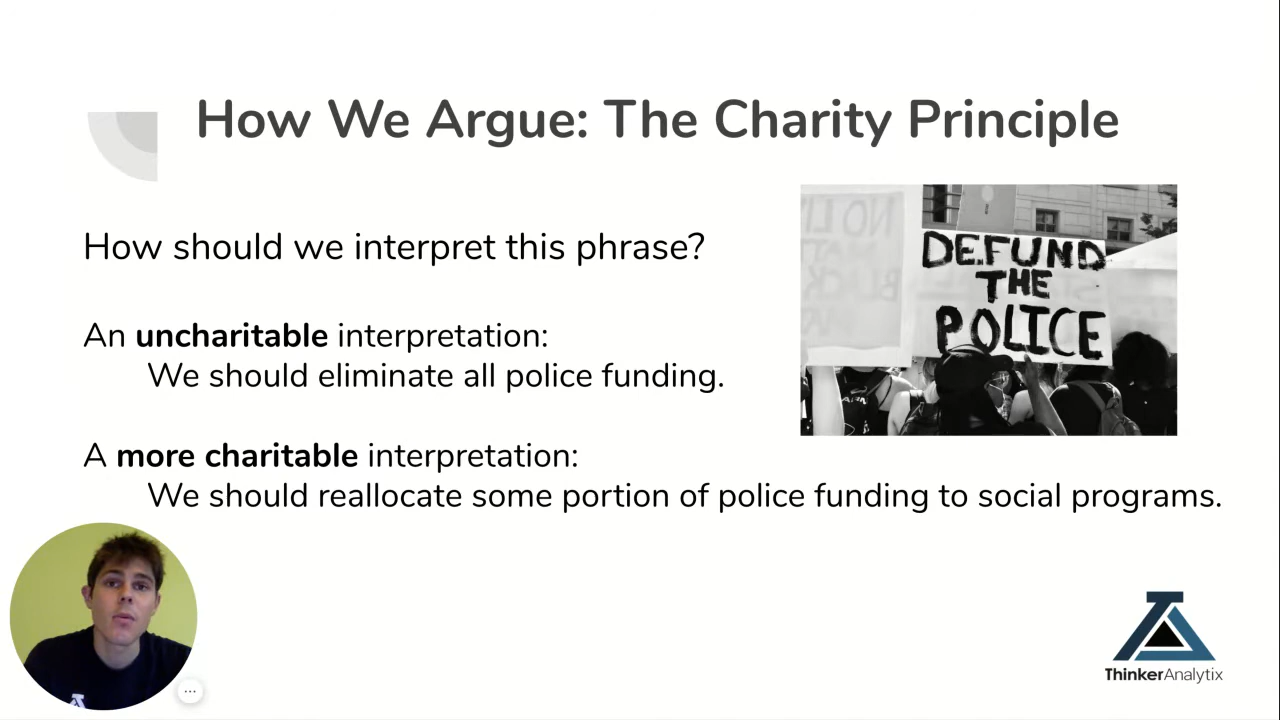 How We Argue: The Charity Principle
How should we interpret this phrase?
DEFUND
THE
POLICE
NO
BLACK
An uncharitable interpretation:
We should eliminate all police funding.
A more charitable interpretation:
We should reallocate some portion of police funding to social programs.
ThinkerAnalytix